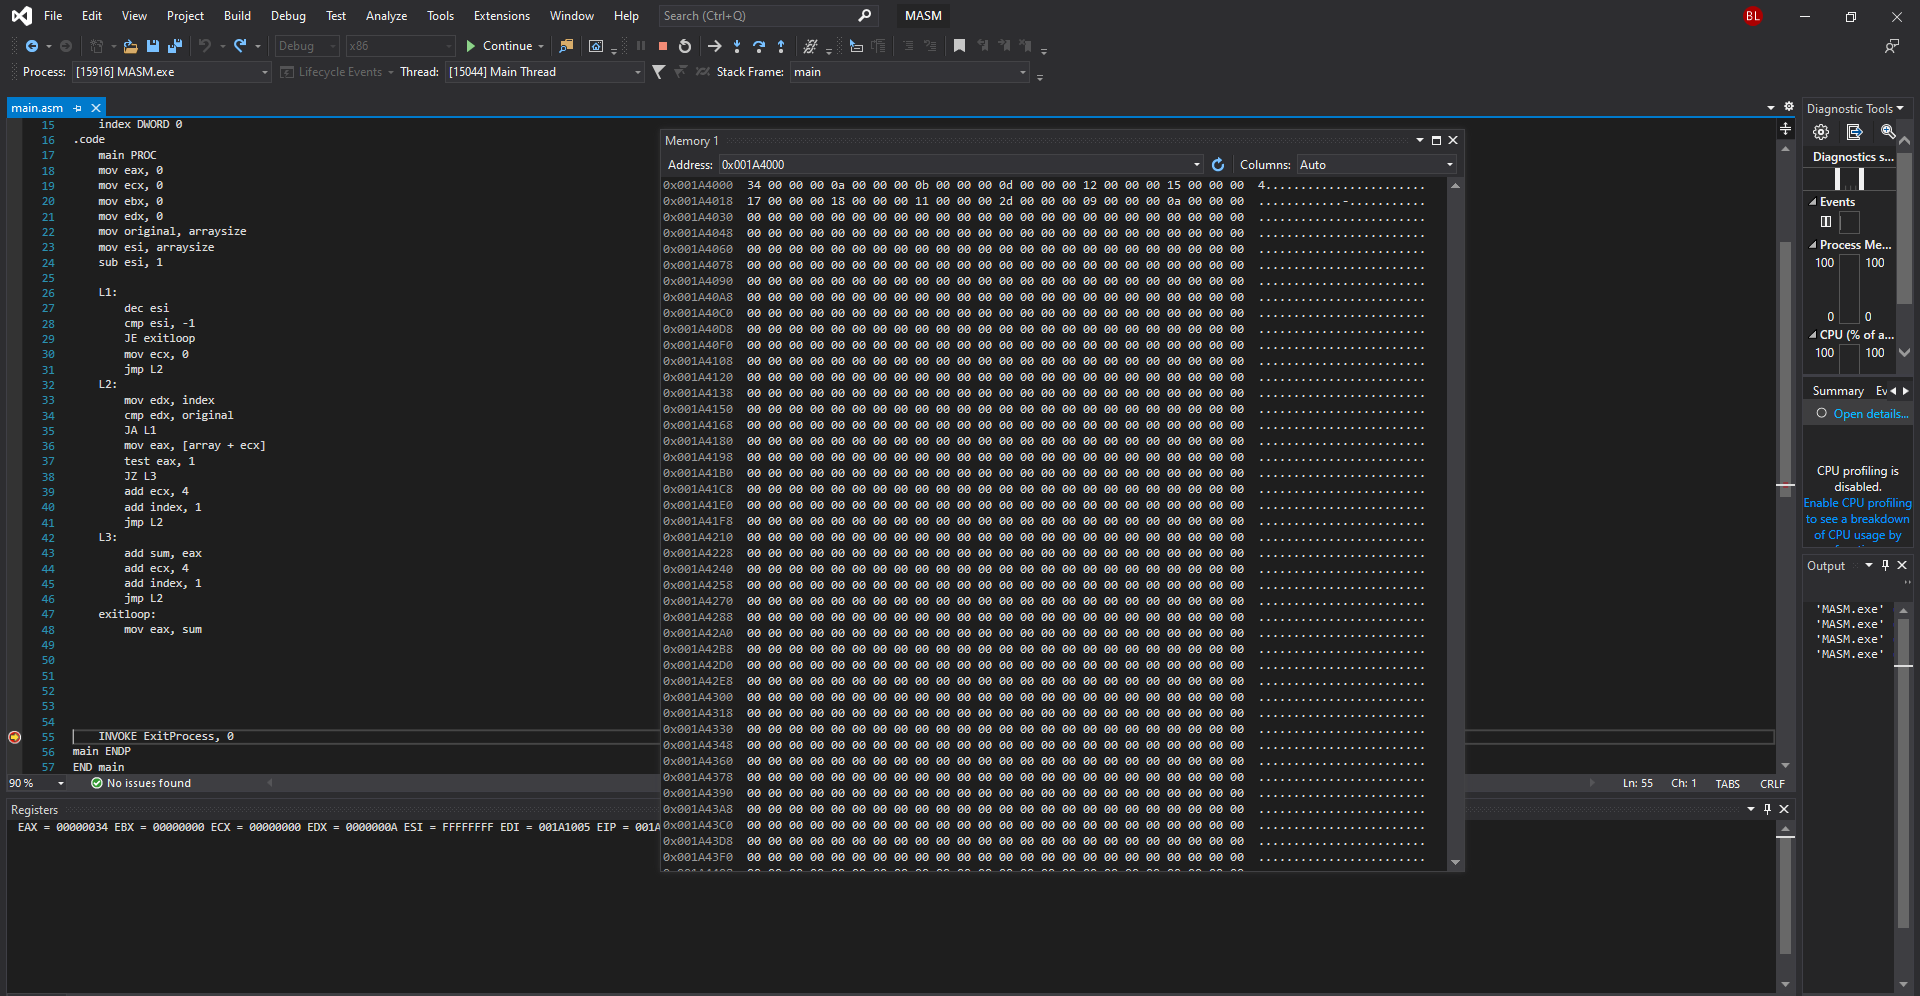 File Edit View Project Build Debug Test Analyze Tools Extensions Window Help Search (Ctrl+Q) MASM BL
Debug x86 Continue
Process: [15916] MASM.exe Lifecycle Events Thread: [15044] Main Thread Stack Frame: main
main.asm
15 index DWORD 0
16 .code
17 main PROC
18 mov eax, 0
19 mov ecx, 0
20 mov ebx, 0
21 mov edx, 0
22 mov original, arraysize
23 mov esi, arraysize
24 sub esi, 1
25
26 L1:
27 dec esi
28 cmp esi, -1
29 JE exitloop
30 mov ecx, 0
31 jmp L2
32 L2:
33 mov edx, index
34 cmp edx, original
35 JA L1
36 mov eax, [array + ecx]
37 test eax, 1
38 JZ L3
39 add ecx, 4
40 add index, 1
41 jmp L2
42 L3:
43 add sum, eax
44 add ecx, 4
45 add index, 1
46 jmp L2
47 exitloop:
48 mov eax, sum
49
50
51
52
53
54
55 INVOKE ExitProcess, 0
56 main ENDP
57 END main
90 % No issues found Ln: 55 Ch: 1 TABS CRLF
Memory 1
Address: 0x001A4000 Columns: Auto
0x001A4000 34 00 00 00 0a 00 00 00 0b 00 00 00 0d 00 00 00 12 00 00 00 15 00 00 00 4.......................
0x001A4018 17 00 00 00 18 00 00 00 11 00 00 00 2d 00 00 00 09 00 00 00 0a 00 00 00 ............-...........
0x001A4030 00 00 00 00 00 00 00 00 00 00 00 00 00 00 00 00 00 00 00 00 00 00 00 00 ........................
0x001A4048 00 00 00 00 00 00 00 00 00 00 00 00 00 00 00 00 00 00 00 00 00 00 00 00 ........................
0x001A4060 00 00 00 00 00 00 00 00 00 00 00 00 00 00 00 00 00 00 00 00 00 00 00 00 ........................
0x001A4078 00 00 00 00 00 00 00 00 00 00 00 00 00 00 00 00 00 00 00 00 00 00 00 00 ........................
0x001A4090 00 00 00 00 00 00 00 00 00 00 00 00 00 00 00 00 00 00 00 00 00 00 00 00 ........................
0x001A40A8 00 00 00 00 00 00 00 00 00 00 00 00 00 00 00 00 00 00 00 00 00 00 00 00 ........................
0x001A40C0 00 00 00 00 00 00 00 00 00 00 00 00 00 00 00 00 00 00 00 00 00 00 00 00 ........................
0x001A40D8 00 00 00 00 00 00 00 00 00 00 00 00 00 00 00 00 00 00 00 00 00 00 00 00 ........................
0x001A40F0 00 00 00 00 00 00 00 00 00 00 00 00 00 00 00 00 00 00 00 00 00 00 00 00 ........................
0x001A4108 00 00 00 00 00 00 00 00 00 00 00 00 00 00 00 00 00 00 00 00 00 00 00 00 ........................
0x001A4120 00 00 00 00 00 00 00 00 00 00 00 00 00 00 00 00 00 00 00 00 00 00 00 00 ........................
0x001A4138 00 00 00 00 00 00 00 00 00 00 00 00 00 00 00 00 00 00 00 00 00 00 00 00 ........................
0x001A4150 00 00 00 00 00 00 00 00 00 00 00 00 00 00 00 00 00 00 00 00 00 00 00 00 ........................
0x001A4168 00 00 00 00 00 00 00 00 00 00 00 00 00 00 00 00 00 00 00 00 00 00 00 00 ........................
0x001A4180 00 00 00 00 00 00 00 00 00 00 00 00 00 00 00 00 00 00 00 00 00 00 00 00 ........................
0x001A4198 00 00 00 00 00 00 00 00 00 00 00 00 00 00 00 00 00 00 00 00 00 00 00 00 ........................
0x001A41B0 00 00 00 00 00 00 00 00 00 00 00 00 00 00 00 00 00 00 00 00 00 00 00 00 ........................
0x001A41C8 00 00 00 00 00 00 00 00 00 00 00 00 00 00 00 00 00 00 00 00 00 00 00 00 ........................
0x001A41E0 00 00 00 00 00 00 00 00 00 00 00 00 00 00 00 00 00 00 00 00 00 00 00 00 ........................
0x001A41F8 00 00 00 00 00 00 00 00 00 00 00 00 00 00 00 00 00 00 00 00 00 00 00 00 ........................
0x001A4210 00 00 00 00 00 00 00 00 00 00 00 00 00 00 00 00 00 00 00 00 00 00 00 00 ........................
0x001A4228 00 00 00 00 00 00 00 00 00 00 00 00 00 00 00 00 00 00 00 00 00 00 00 00 ........................
0x001A4240 00 00 00 00 00 00 00 00 00 00 00 00 00 00 00 00 00 00 00 00 00 00 00 00 ........................
0x001A4258 00 00 00 00 00 00 00 00 00 00 00 00 00 00 00 00 00 00 00 00 00 00 00 00 ........................
0x001A4270 00 00 00 00 00 00 00 00 00 00 00 00 00 00 00 00 00 00 00 00 00 00 00 00 ........................
0x001A4288 00 00 00 00 00 00 00 00 00 00 00 00 00 00 00 00 00 00 00 00 00 00 00 00 ........................
0x001A42A0 00 00 00 00 00 00 00 00 00 00 00 00 00 00 00 00 00 00 00 00 00 00 00 00 ........................
0x001A42B8 00 00 00 00 00 00 00 00 00 00 00 00 00 00 00 00 00 00 00 00 00 00 00 00 ........................
0x001A42D0 00 00 00 00 00 00 00 00 00 00 00 00 00 00 00 00 00 00 00 00 00 00 00 00 ........................
0x001A42E8 00 00 00 00 00 00 00 00 00 00 00 00 00 00 00 00 00 00 00 00 00 00 00 00 ........................
0x001A4300 00 00 00 00 00 00 00 00 00 00 00 00 00 00 00 00 00 00 00 00 00 00 00 00 ........................
0x001A4318 00 00 00 00 00 00 00 00 00 00 00 00 00 00 00 00 00 00 00 00 00 00 00 00 ........................
0x001A4330 00 00 00 00 00 00 00 00 00 00 00 00 00 00 00 00 00 00 00 00 00 00 00 00 ........................
0x001A4348 00 00 00 00 00 00 00 00 00 00 00 00 00 00 00 00 00 00 00 00 00 00 00 00 ........................
0x001A4360 00 00 00 00 00 00 00 00 00 00 00 00 00 00 00 00 00 00 00 00 00 00 00 00 ........................
0x001A4378 00 00 00 00 00 00 00 00 00 00 00 00 00 00 00 00 00 00 00 00 00 00 00 00 ........................
0x001A4390 00 00 00 00 00 00 00 00 00 00 00 00 00 00 00 00 00 00 00 00 00 00 00 00 ........................
0x001A43A8 00 00 00 00 00 00 00 00 00 00 00 00 00 00 00 00 00 00 00 00 00 00 00 00 ........................
0x001A43C0 00 00 00 00 00 00 00 00 00 00 00 00 00 00 00 00 00 00 00 00 00 00 00 00 ........................
0x001A43D8 00 00 00 00 00 00 00 00 00 00 00 00 00 00 00 00 00 00 00 00 00 00 00 00 ........................
0x001A43F0 00 00 00 00 00 00 00 00 00 00 00 00 00 00 00 00 00 00 00 00 00 00 00 00 ........................
Registers
EAX = 00000034 EBX = 00000000 ECX = 00000000 EDX = 0000000A ESI = FFFFFFFF EDI = 001A1005 EIP = 001A
Diagnostic Tools
Diagnostics s...
Events
Process Me...
100 100
0 0
CPU (% of a...
100 100
Summary Ev
Open details...
CPU profiling is
disabled.
Enable CPU profiling
to see a breakdown
of CPU usage by
Output
'MASM.exe'
'MASM.exe'
'MASM.exe'
'MASM.exe'